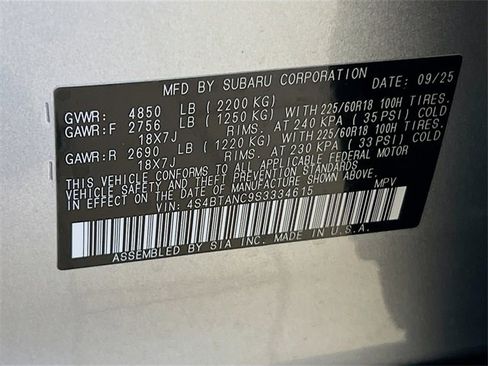 MFD BY SUBARU CORPORATION DATE: 09/25
GVWR: 4850 LB (2200 KG)
GAWR:F 2756 LB (1250 KG) WITH 225/60R18 100H TIRES.
18X7J RIMS. AT 240 KPA (35 PSI) COLD
GAWR:R 2690 LB (1220 KG) WITH 225/60R18 100H TIRES.
18X7J RIMS. AT 230 KPA (33 PSI) COLD
THIS VEHICLE CONFORMS TO ALL APPLICABLE FEDERAL MOTOR
VEHICLE SAFETY AND THEFT PREVENTION STANDARDS
IN EFFECT ON THE DATE OF MANUFACTURE SHOWN ABOVE.
VIN: 4S4BTANC9S3334615 MPV
ASSEMBLED BY SIA INC. MADE IN U.S.A.